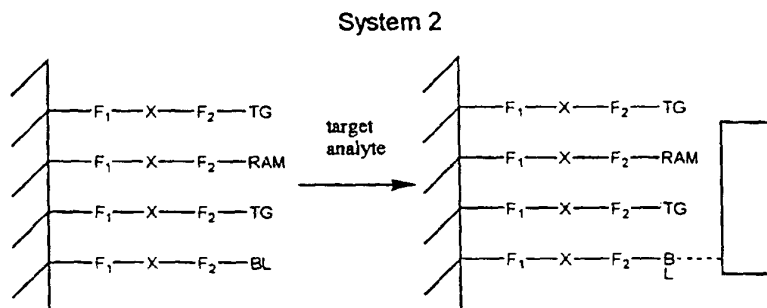 System 2
F₁ X F₂ TG
F₁ X F₂ RAM
F₁ X F₂ TG
F₁ X F₂ BL
target
analyte
F₁ X F₂ TG
F₁ X F₂ RAM
F₁ X F₂ TG
F₁ X F₂ B
L